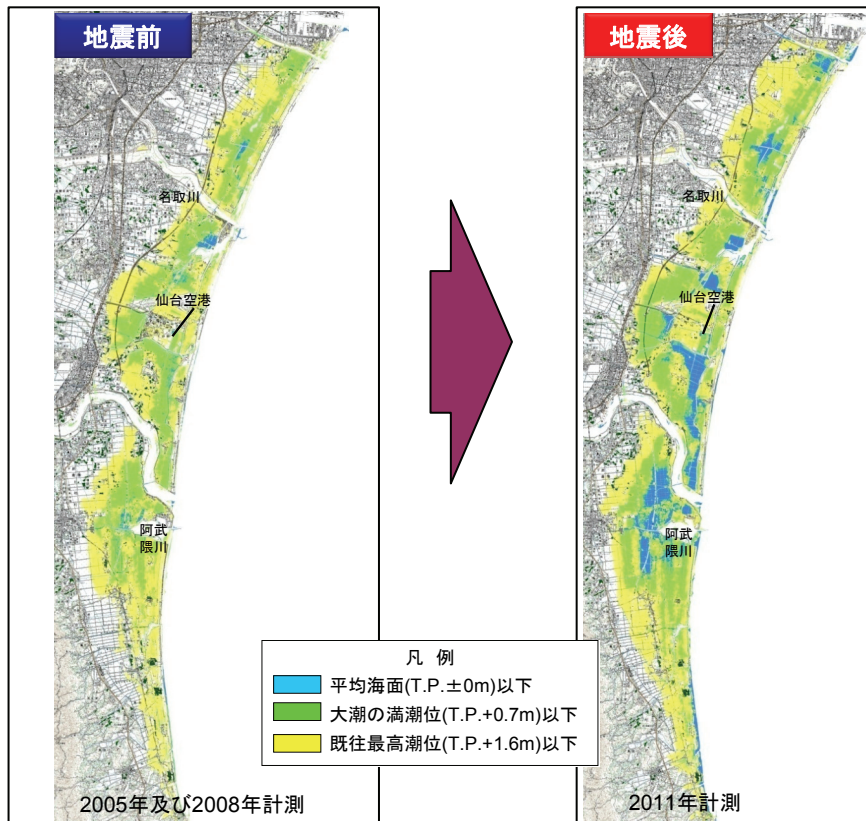 地震前
名取川
仙台空港
阿武
隈川
2005年及び2008年計測
地震後
名取川
仙台空港
阿武
隈川
2011年計測
凡 例
平均海面(T.P.±0m)以下
大潮の満潮位(T.P.+0.7m)以下
既往最高潮位(T.P.+1.6m)以下